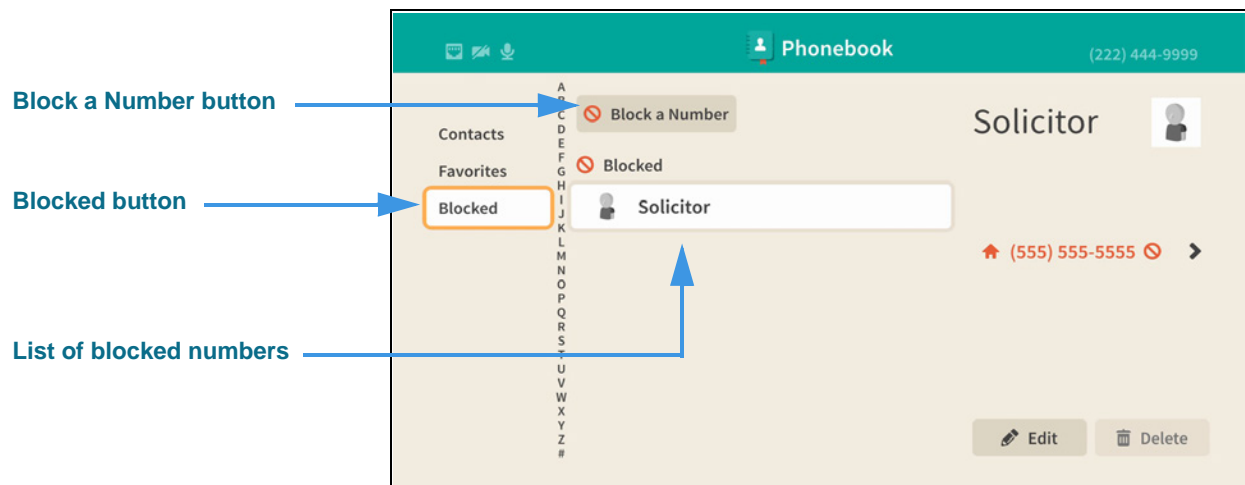 Phonebook
(222) 444-9999
Block a Number button
Blocked button
List of blocked numbers
Contacts
Favorites
Blocked
A
B
C
D
E
F
G
H
I
J
K
L
M
N
O
P
Q
R
S
T
U
V
W
X
Y
Z
#
Block a Number
Blocked
Solicitor
Solicitor
(555) 555-5555
Edit
Delete